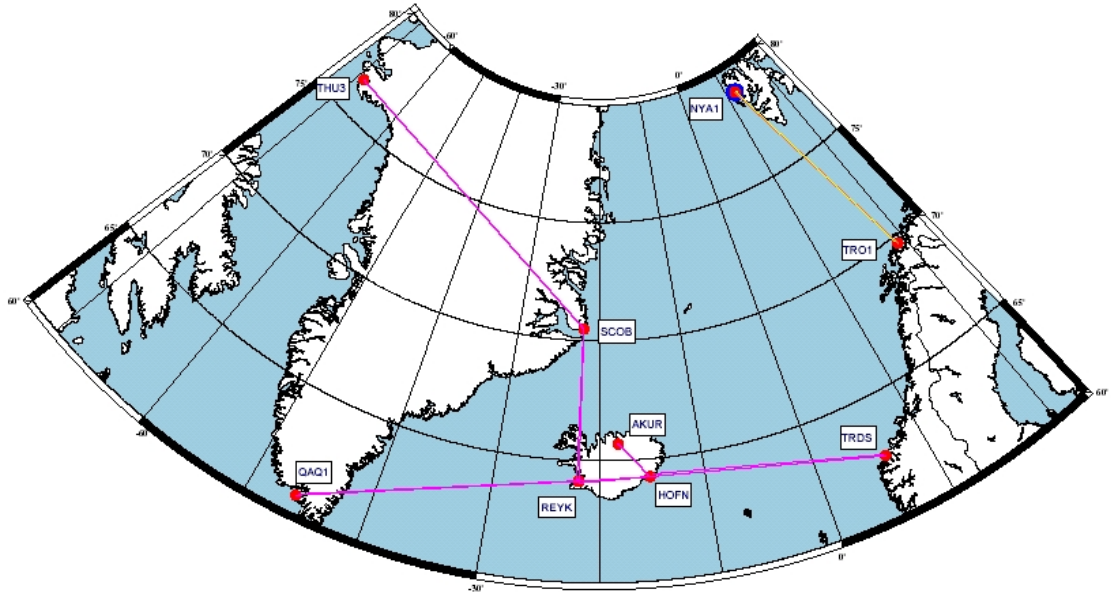 80˚
-60˚
-30˚
0˚
80˚
THU3
75˚
NYA1
75˚
70˚
70˚
65˚
TRO1
60˚
65˚
SCOB
60˚
AKUR
TRDS
-60
QAQ1
REYK
HOFN
0˚
-30˚